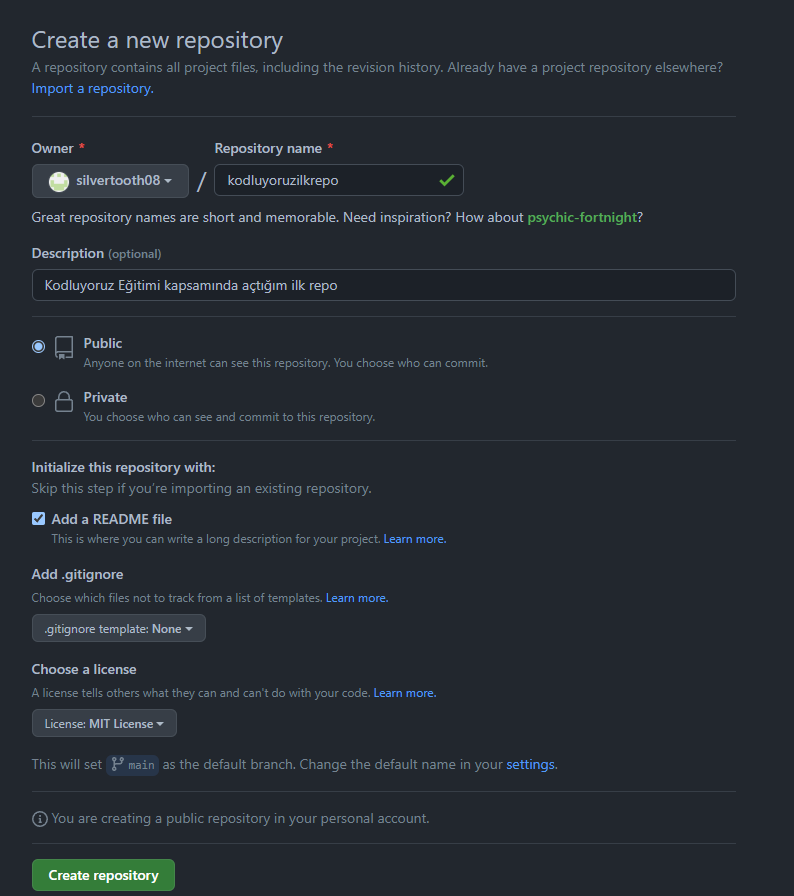 Create a new repository
A repository contains all project files, including the revision history. Already have a project repository elsewhere?
Import a repository.
Owner * Repository name *
silvertooth08 / kodluyoruzilkrepo
Great repository names are short and memorable. Need inspiration? How about psychic-fortnight?
Description (optional)
Kodluyoruz Eğitimi kapsamında açtığım ilk repo
Public
Anyone on the internet can see this repository. You choose who can commit.
Private
You choose who can see and commit to this repository.
Initialize this repository with:
Skip this step if you're importing an existing repository.
Add a README file
This is where you can write a long description for your project. Learn more.
Add .gitignore
Choose which files not to track from a list of templates. Learn more.
.gitignore template: None
Choose a license
A license tells others what they can and can't do with your code. Learn more.
License: MIT License
This will set main as the default branch. Change the default name in your settings.
You are creating a public repository in your personal account.
Create repository